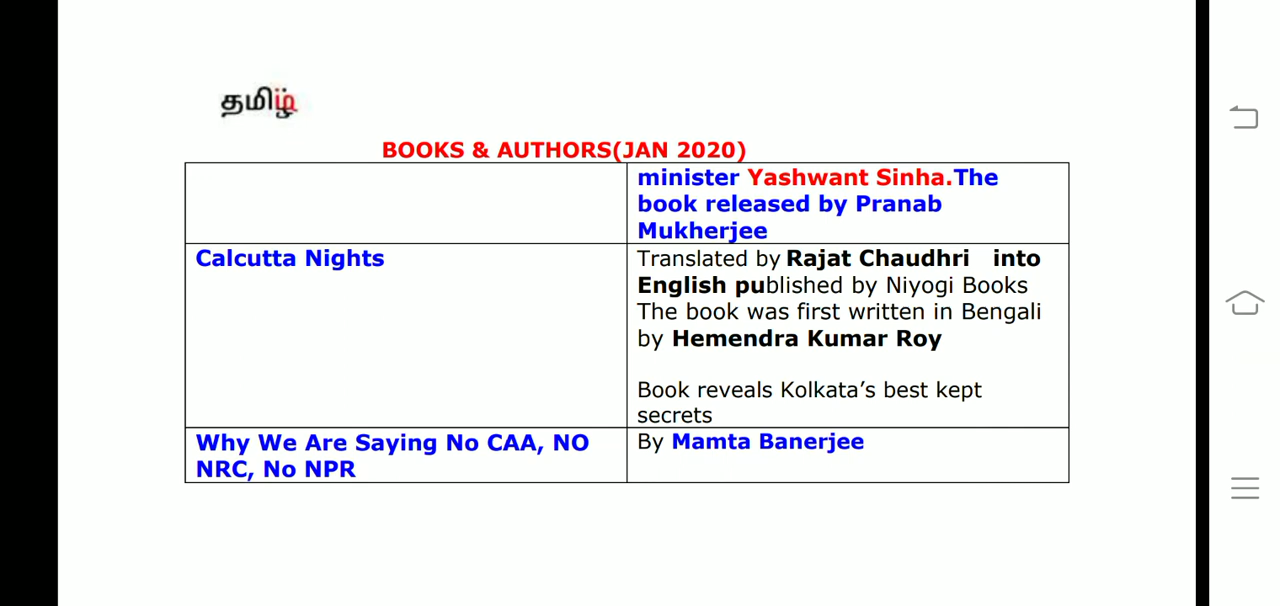 தமிழ்
BOOKS & AUTHORS(JAN 2020)
minister Yashwant Sinha.The
book released by Pranab
Mukherjee
Calcutta Nights
Translated by Rajat Chaudhri into
English published by Niyogi Books
The book was first written in Bengali
by Hemendra Kumar Roy
Book reveals Kolkata’s best kept
secrets
Why We Are Saying No CAA, NO
NRC, No NPR
By Mamta Banerjee